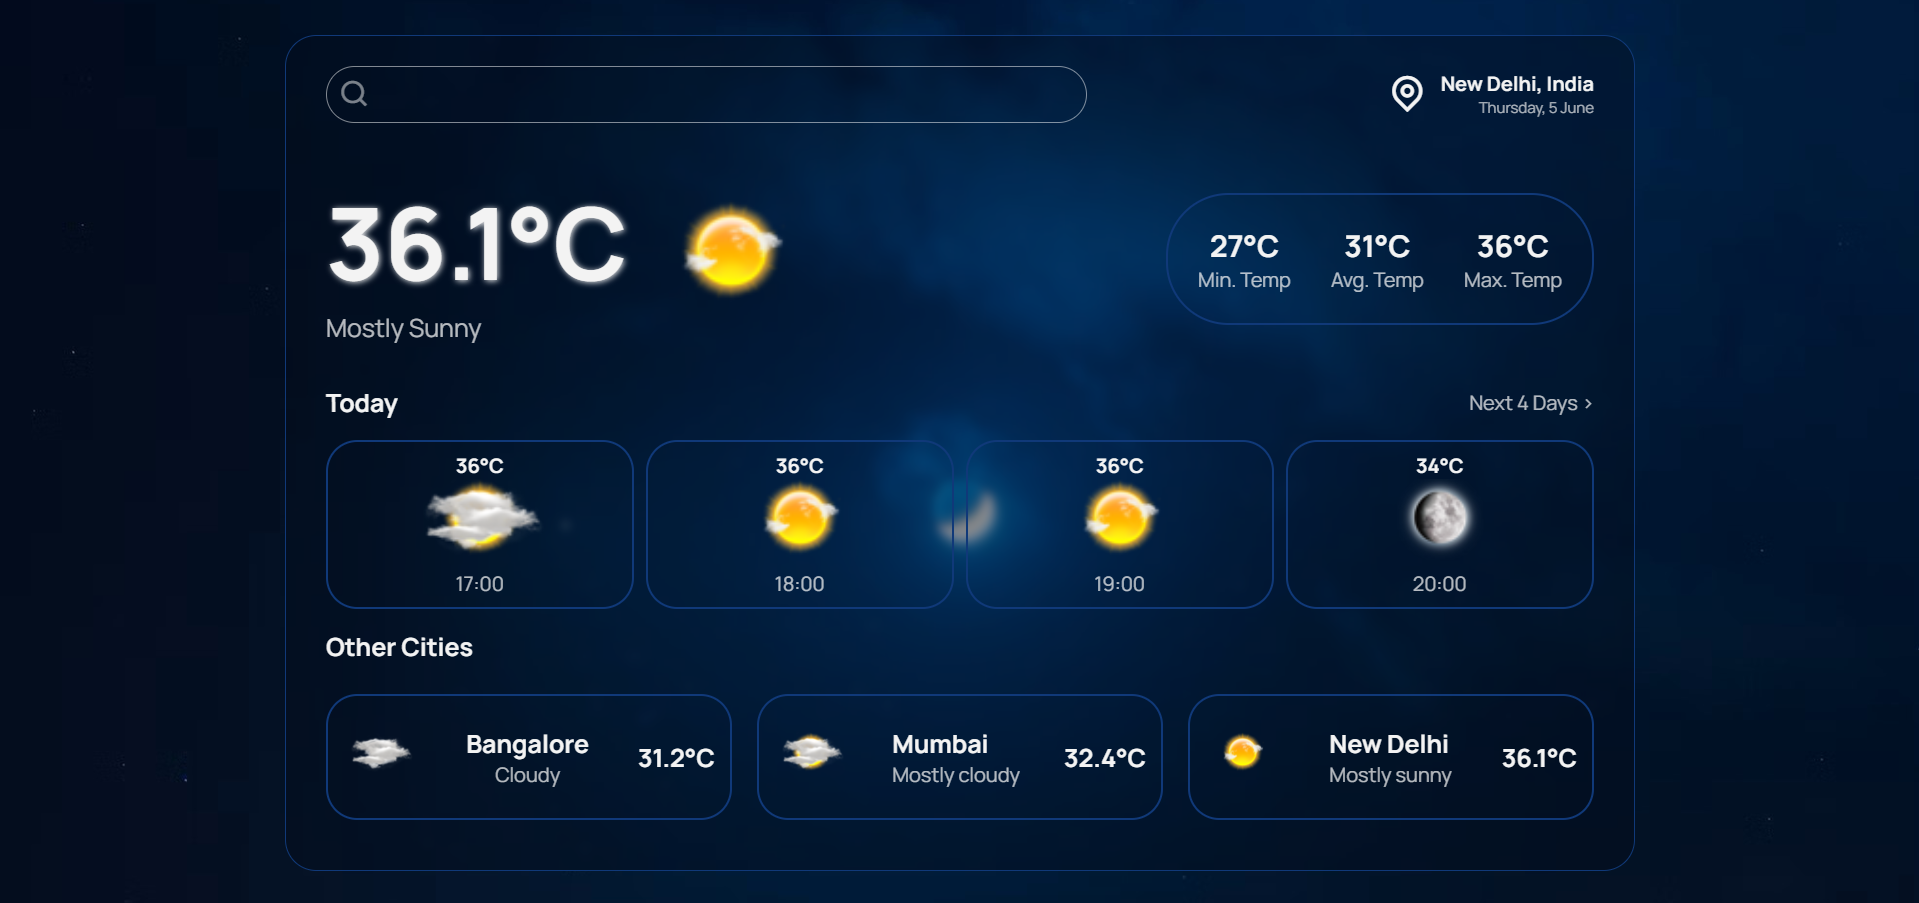 New Delhi, India
Thursday, 5 June
36.1°C
Mostly Sunny
27°C 31°C 36°C
Min. Temp Avg. Temp Max. Temp
Today
Next 4 Days ›
36°C 36°C 36°C 34°C
17:00 18:00 19:00 20:00
Other Cities
Bangalore
Cloudy
31.2°C
Mumbai
Mostly cloudy
32.4°C
New Delhi
Mostly sunny
36.1°C